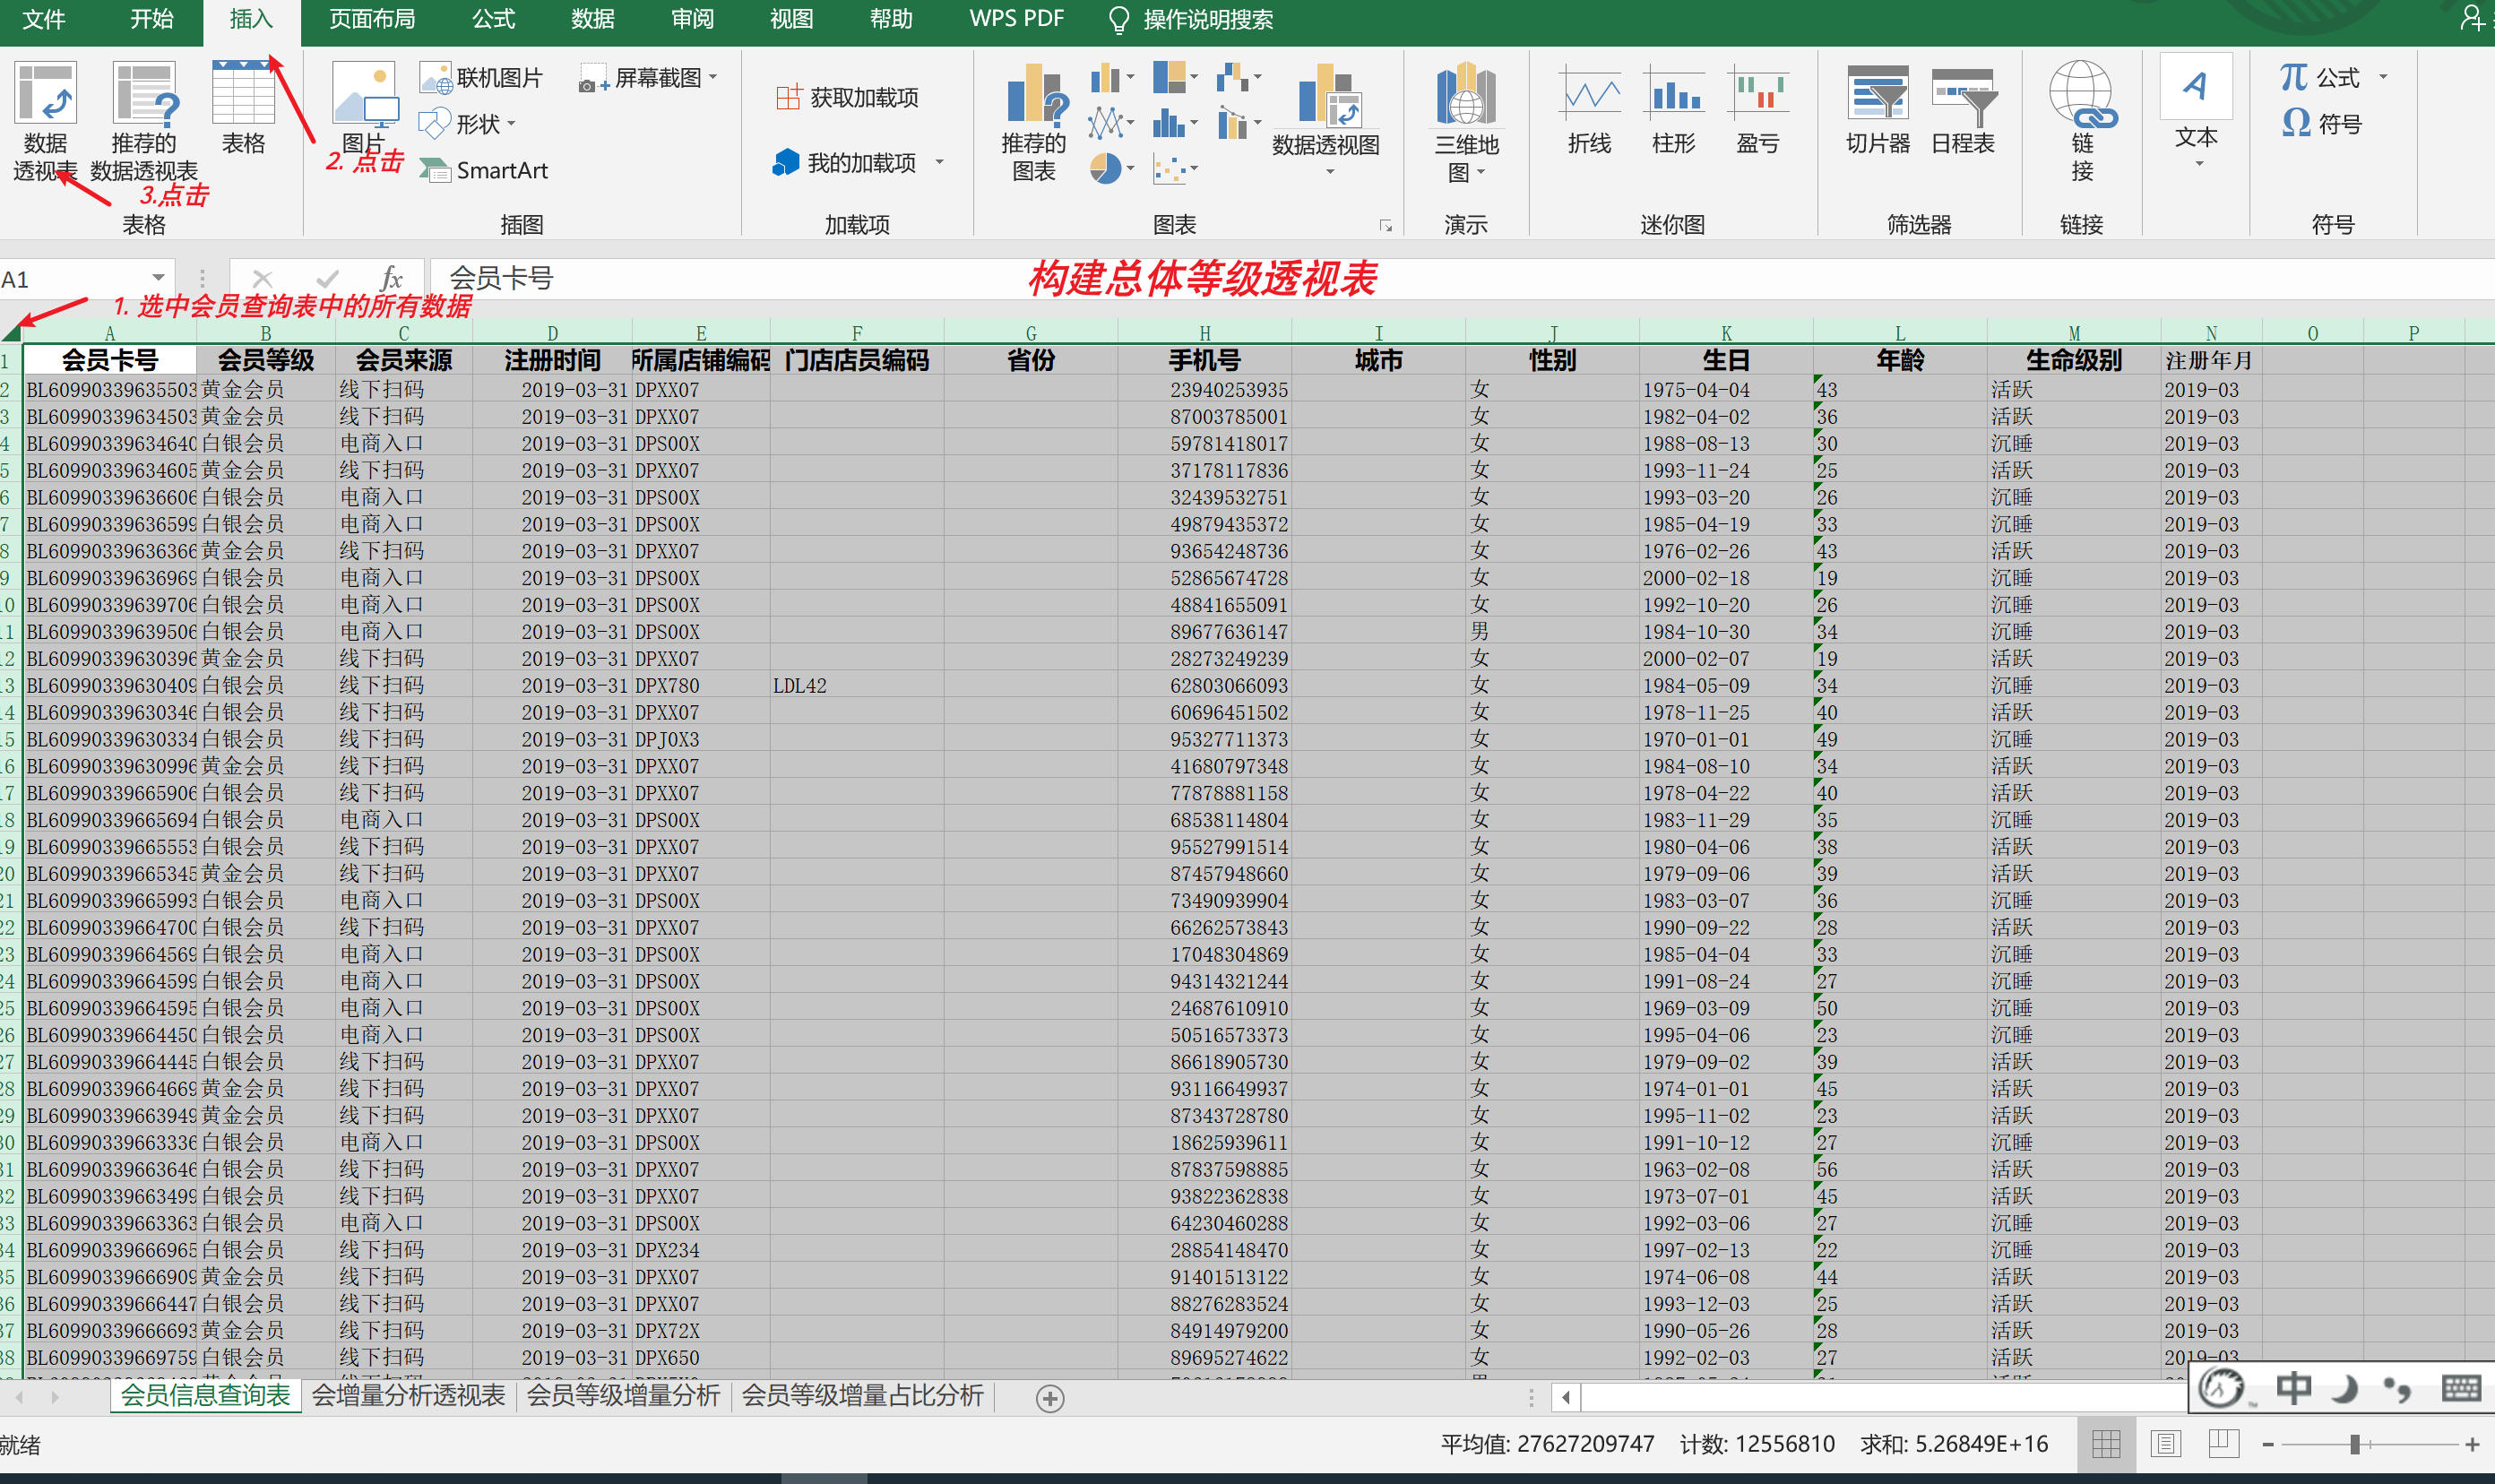 文件 开始 插入 页面布局 公式 数据 审阅 视图 帮助 WPS PDF 操作说明搜索
数据透视表 推荐的数据透视表 表格 图片 联机图片 形状 SmartArt 屏幕截图 获取加载项 我的加载项 推荐的图表 数据透视图 三维地图 折线 柱形 盈亏 切片器 日程表 链接 文本 公式 符号
2. 点击
3.点击
表格 插图 加载项 图表 演示 迷你图 筛选器 链接 符号
A1 fx 会员卡号
构建总体等级透视表
1. 选中会员查询表中的所有数据
A B C D E F G H I J K L M N O P
1 会员卡号 会员等级 会员来源 注册时间 所属店铺编码 门店店员编码 省份 手机号 城市 性别 生日 年龄 生命级别 注册年月
2 BL60990339635503 黄金会员 线下扫码 2019-03-31 DPXX07 23940253935 女 1975-04-04 43 活跃 2019-03
3 BL60990339634503 黄金会员 线下扫码 2019-03-31 DPXX07 87003785001 女 1982-04-02 36 活跃 2019-03
4 BL60990339634640 白银会员 电商入口 2019-03-31 DPS00X 59781418017 女 1988-08-13 30 沉睡 2019-03
5 BL60990339634605 黄金会员 线下扫码 2019-03-31 DPXX07 37178117836 女 1993-11-24 25 活跃 2019-03
6 BL60990339636606 白银会员 电商入口 2019-03-31 DPS00X 32439532751 女 1993-03-20 26 沉睡 2019-03
7 BL60990339636599 白银会员 电商入口 2019-03-31 DPS00X 49879435372 女 1985-04-19 33 沉睡 2019-03
8 BL60990339636366 黄金会员 线下扫码 2019-03-31 DPXX07 93654248736 女 1976-02-26 43 活跃 2019-03
9 BL60990339636969 白银会员 电商入口 2019-03-31 DPS00X 52865674728 女 2000-02-18 19 沉睡 2019-03
10 BL60990339639706 白银会员 电商入口 2019-03-31 DPS00X 48841655091 女 1992-10-20 26 沉睡 2019-03
11 BL60990339639506 白银会员 电商入口 2019-03-31 DPS00X 89677636147 男 1984-10-30 34 沉睡 2019-03
12 BL60990339630396 黄金会员 线下扫码 2019-03-31 DPXX07 28273249239 女 2000-02-07 19 活跃 2019-03
13 BL60990339630409 白银会员 线下扫码 2019-03-31 DPX780 LDL42 62803066093 女 1984-05-09 34 沉睡 2019-03
14 BL60990339630346 白银会员 线下扫码 2019-03-31 DPXX07 60696451502 女 1978-11-25 40 活跃 2019-03
15 BL60990339630334 白银会员 线下扫码 2019-03-31 DPJ0X3 95327711373 女 1970-01-01 49 沉睡 2019-03
16 BL60990339630996 黄金会员 线下扫码 2019-03-31 DPXX07 41680797348 女 1984-08-10 34 活跃 2019-03
17 BL60990339665906 白银会员 线下扫码 2019-03-31 DPXX07 77878881158 女 1978-04-22 40 活跃 2019-03
18 BL60990339665694 白银会员 电商入口 2019-03-31 DPS00X 68538114804 女 1983-11-29 35 沉睡 2019-03
19 BL60990339665553 白银会员 线下扫码 2019-03-31 DPXX07 95527991514 女 1980-04-06 38 活跃 2019-03
20 BL60990339665345 黄金会员 线下扫码 2019-03-31 DPXX07 87457948660 女 1979-09-06 39 活跃 2019-03
21 BL60990339665993 白银会员 电商入口 2019-03-31 DPS00X 73490939904 女 1983-03-07 36 沉睡 2019-03
22 BL60990339664700 白银会员 线下扫码 2019-03-31 DPXX07 66262573843 女 1990-09-22 28 活跃 2019-03
23 BL60990339664569 白银会员 电商入口 2019-03-31 DPS00X 17048304869 女 1985-04-04 33 沉睡 2019-03
24 BL60990339664599 白银会员 电商入口 2019-03-31 DPS00X 94314321244 女 1991-08-24 27 沉睡 2019-03
25 BL60990339664595 白银会员 电商入口 2019-03-31 DPS00X 24687610910 女 1969-03-09 50 沉睡 2019-03
26 BL60990339664450 白银会员 电商入口 2019-03-31 DPS00X 50516573373 女 1995-04-06 23 沉睡 2019-03
27 BL60990339664445 白银会员 线下扫码 2019-03-31 DPXX07 86618905730 女 1979-09-02 39 活跃 2019-03
28 BL60990339664669 黄金会员 线下扫码 2019-03-31 DPXX07 93116649937 女 1974-01-01 45 活跃 2019-03
29 BL60990339663949 黄金会员 线下扫码 2019-03-31 DPXX07 87343728780 女 1995-11-02 23 活跃 2019-03
30 BL60990339663336 白银会员 电商入口 2019-03-31 DPS00X 18625939611 女 1991-10-12 27 沉睡 2019-03
31 BL60990339663646 白银会员 线下扫码 2019-03-31 DPXX07 87837598885 女 1963-02-08 56 活跃 2019-03
32 BL60990339663499 白银会员 线下扫码 2019-03-31 DPXX07 93822362838 女 1973-07-01 45 活跃 2019-03
33 BL60990339663363 白银会员 电商入口 2019-03-31 DPS00X 64230460288 女 1992-03-06 27 沉睡 2019-03
34 BL60990339666965 白银会员 线下扫码 2019-03-31 DPX234 28854148470 女 1997-02-13 22 沉睡 2019-03
35 BL60990339666909 黄金会员 线下扫码 2019-03-31 DPXX07 91401513122 女 1974-06-08 44 活跃 2019-03
36 BL60990339666447 白银会员 线下扫码 2019-03-31 DPXX07 88276283524 女 1993-12-03 25 活跃 2019-03
37 BL60990339666693 黄金会员 线下扫码 2019-03-31 DPX72X 84914979200 女 1990-05-26 28 活跃 2019-03
38 BL60990339669759 白银会员 线下扫码 2019-03-31 DPX650 89695274622 女 1992-02-03 27 活跃 2019-03
会员信息查询表 会增量分析透视表 会员等级增量分析 会员等级增量占比分析
中
就绪 平均值: 27627209747 计数: 12556810 求和: 5.26849E+16